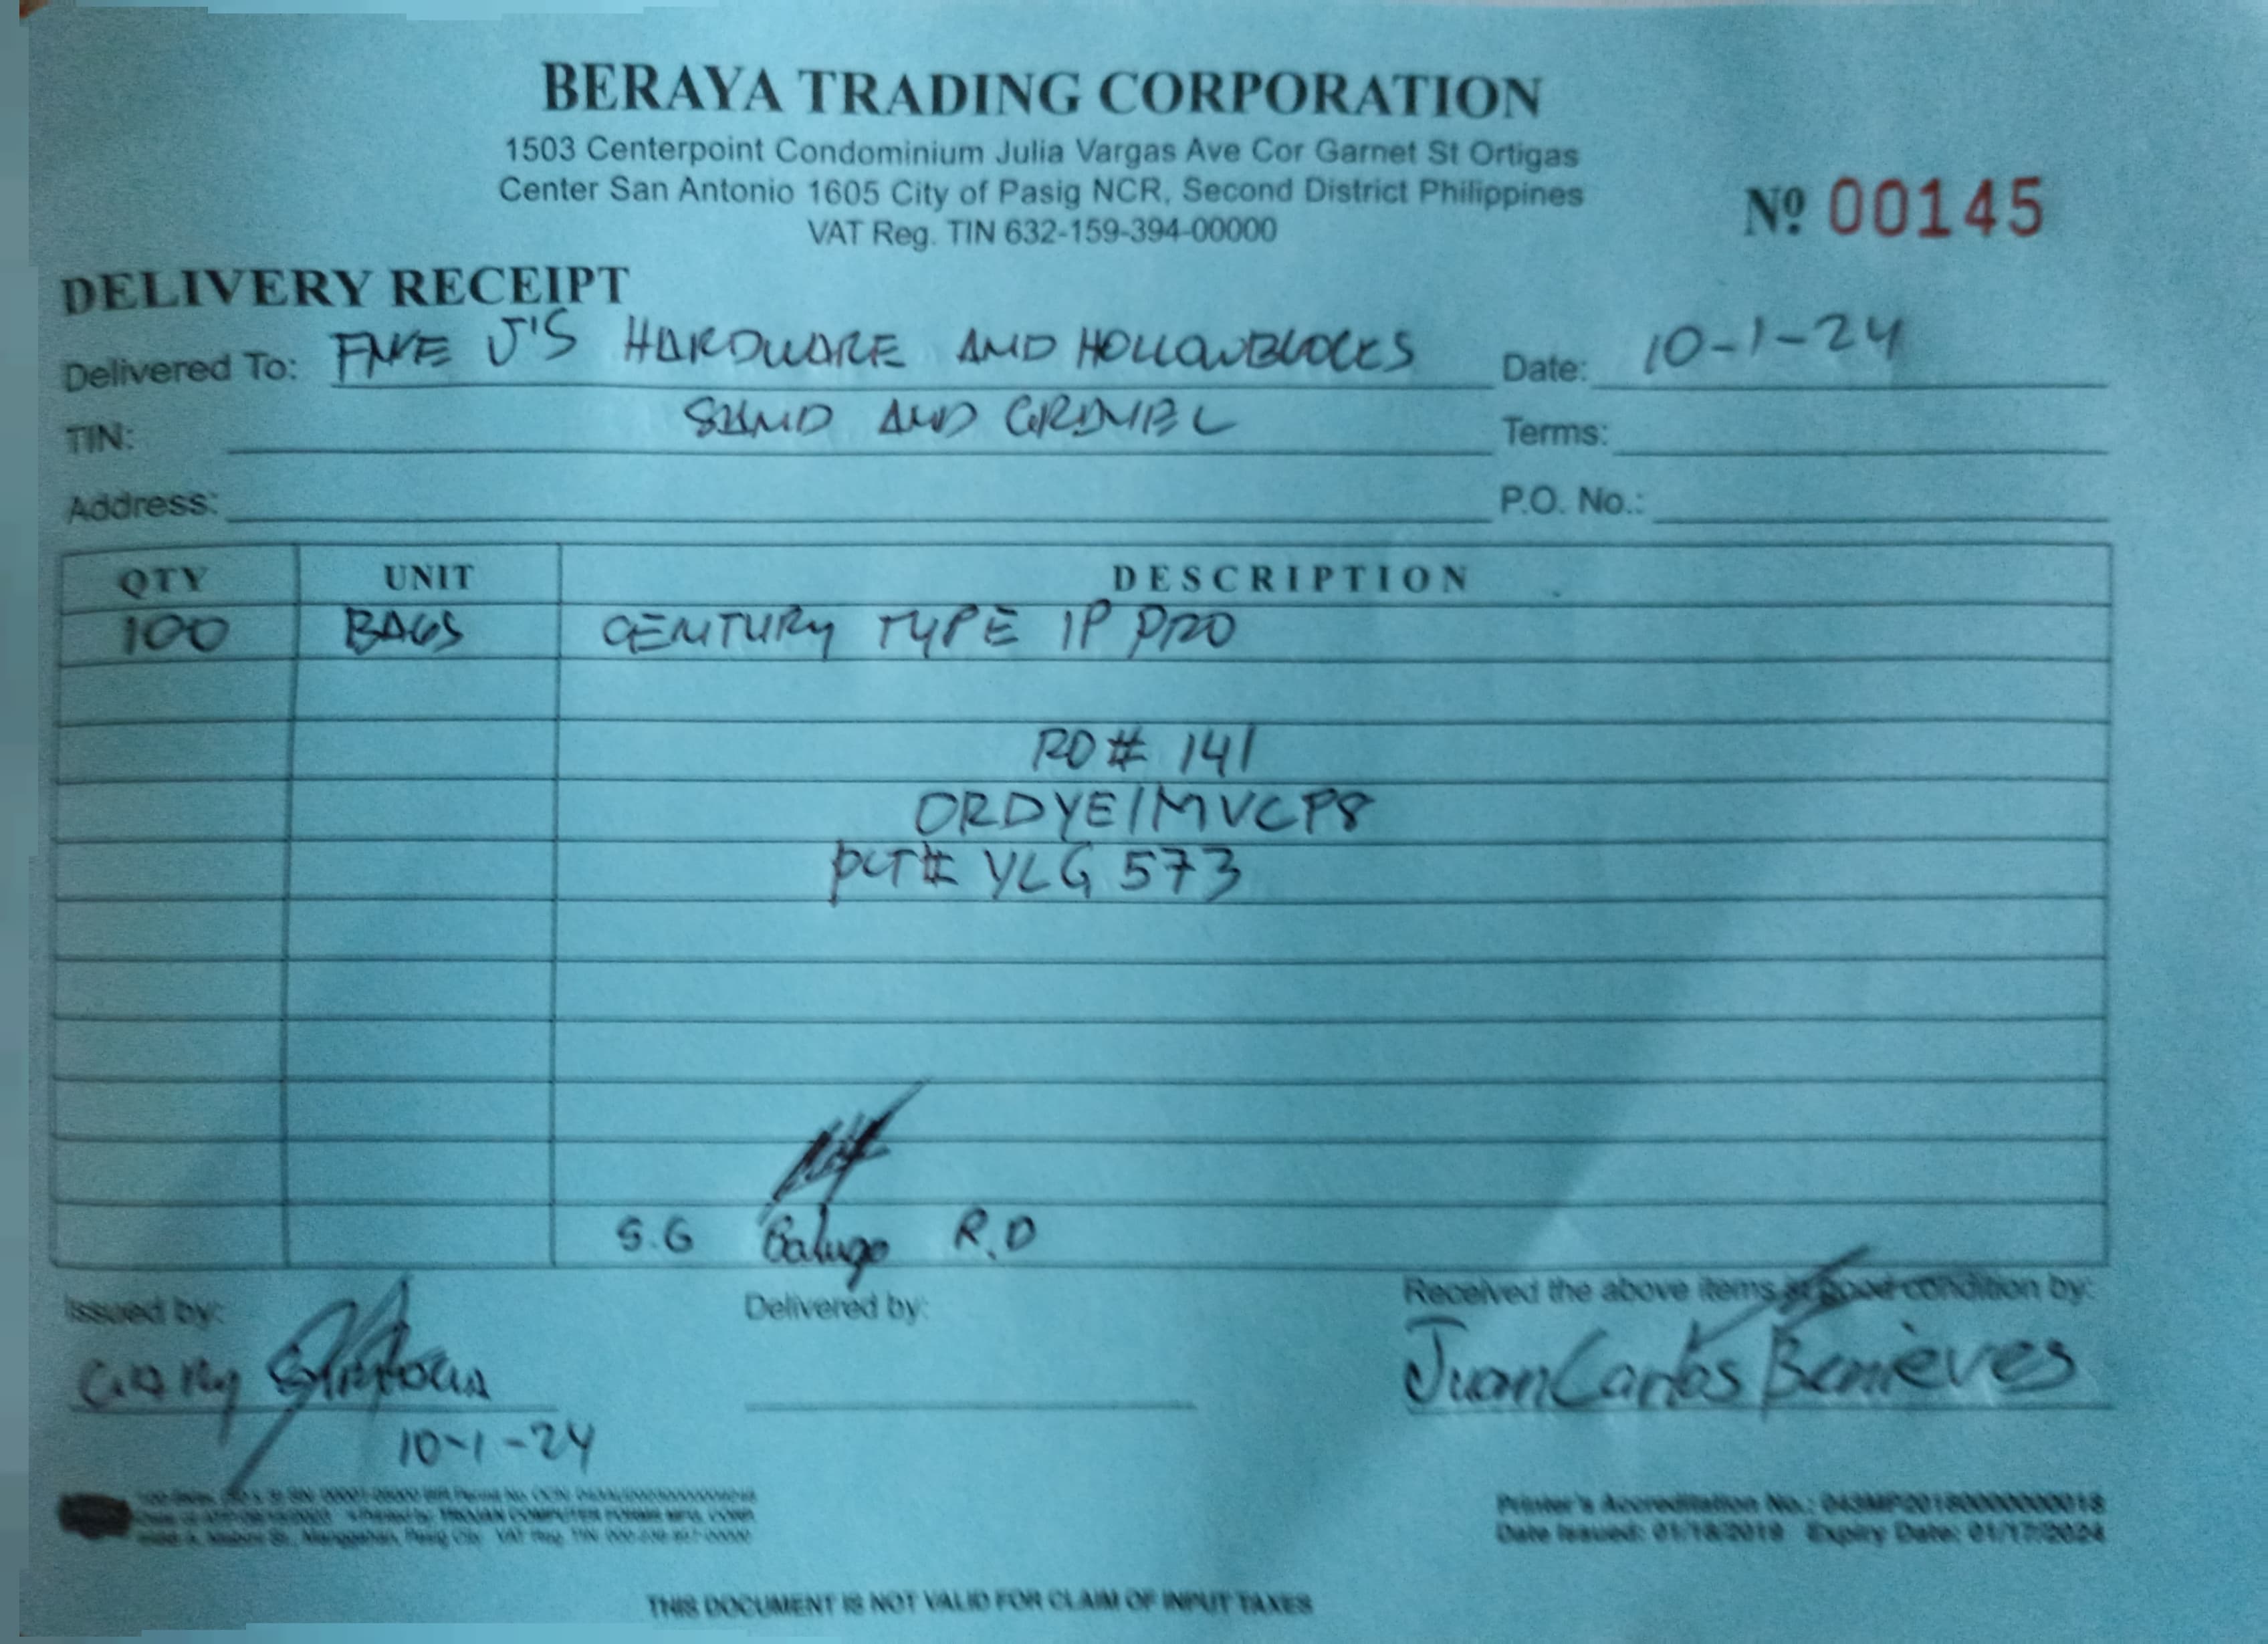 BERAYA TRADING CORPORATION
1503 Centerpoint Condominium Julia Vargas Ave Cor Garnet St Ortigas
Center San Antonio 1605 City of Pasig NCR, Second District Philippines
VAT Reg. TIN 632-159-394-00000
Nº 00145
DELIVERY RECEIPT
Delivered To: FIVE J'S HARDWARE AND HOLLOWBLOCKS Date: 10-1-24
SAND AND GRAVEL
TIN: Terms:
Address: P.O. No.:
QTY UNIT DESCRIPTION
100 BAGS CENTURY TYPE 1P PRO
RO# 141
ORDYE1MVCP8
PLT# YLG 573
S.G R.D
Issued by: Delivered by: Received the above items in good condition by:
Juan Carlos Benieves
10-1-24
Printer's Accreditation No.:
Date Issued: 01/18/2019 Expiry Date: 01/17/2024
THIS DOCUMENT IS NOT VALID FOR CLAIM OF INPUT TAXES